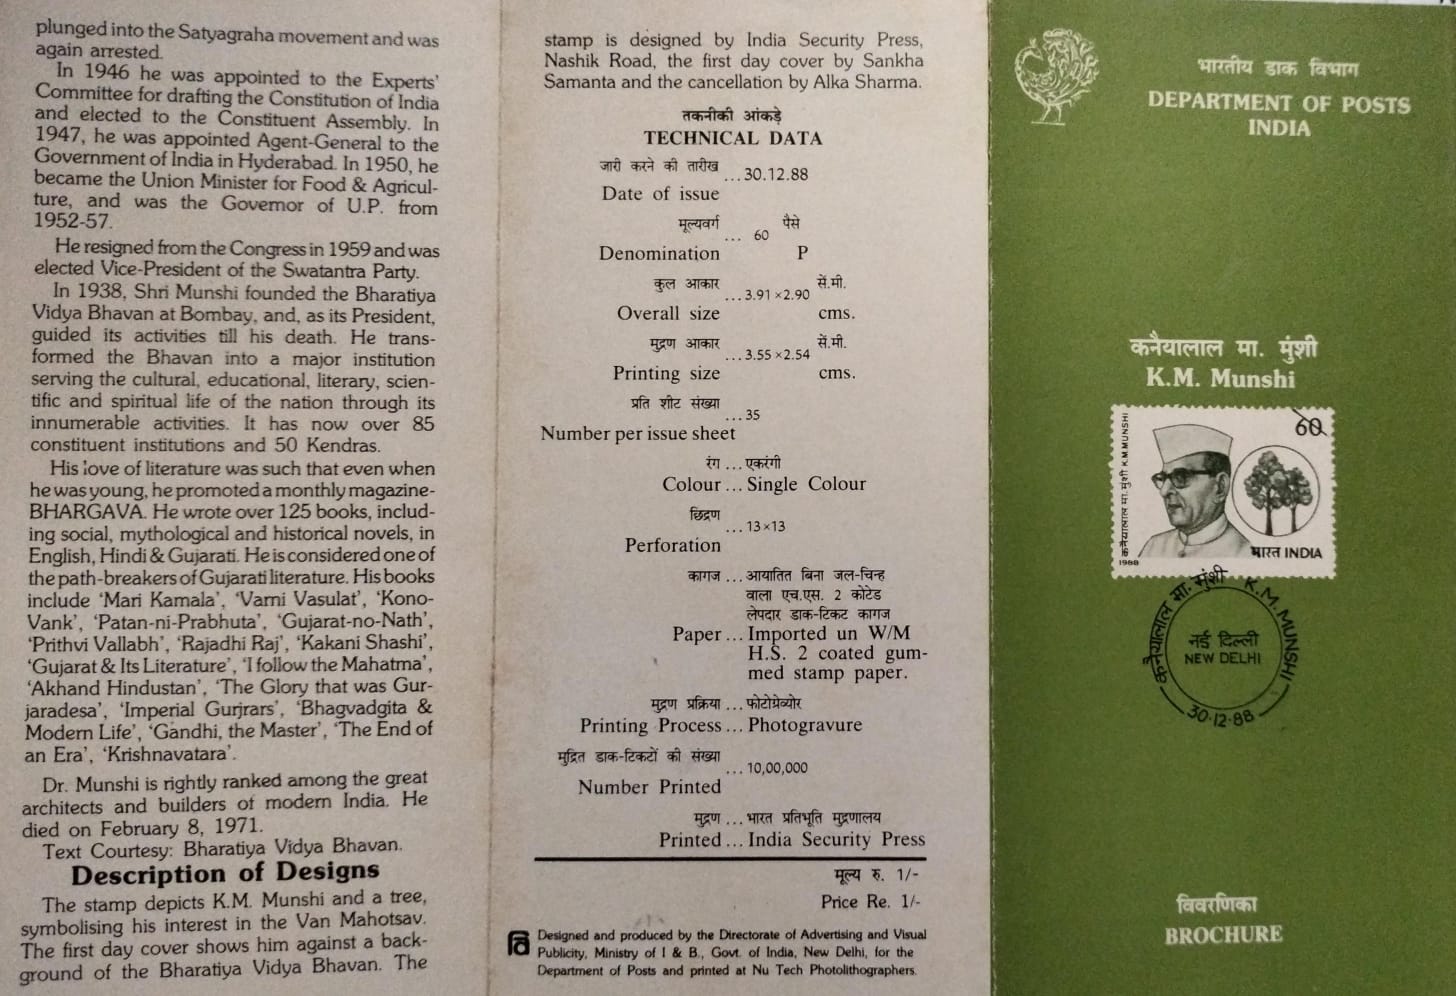 plunged into the Satyagraha movement and was
again arrested.
In 1946 he was appointed to the Experts'
Committee for drafting the Constitution of India
and elected to the Constituent Assembly. In
1947, he was appointed Agent-General to the
Government of India in Hyderabad. In 1950, he
became the Union Minister for Food & Agricul-
ture, and was the Governor of U.P. from
1952-57.
He resigned from the Congress in 1959 and was
elected Vice-President of the Swatantra Party.
In 1938, Shri Munshi founded the Bharatiya
Vidya Bhavan at Bombay, and, as its President,
guided its activities till his death. He trans-
formed the Bhavan into a major institution
serving the cultural, educational, literary, scien-
tific and spiritual life of the nation through its
innumerable activities. It has now over 85
constituent institutions and 50 Kendras.
His love of literature was such that even when
he was young, he promoted a monthly magazine-
BHARGAVA. He wrote over 125 books, includ-
ing social, mythological and historical novels, in
English, Hindi & Gujarati. He is considered one of
the path-breakers of Gujarati literature. His books
include 'Mari Kamala', 'Varni Vasulat', 'Kono-
Vank', 'Patan-ni-Prabhuta', 'Gujarat-no-Nath',
'Prithvi Vallabh', 'Rajadhi Raj', 'Kakani Shashi',
'Gujarat & Its Literature', 'I follow the Mahatma',
'Akhand Hindustan', 'The Glory that was Gur-
jaradesa', 'Imperial Gurjrars', 'Bhagvadgita &
Modern Life', 'Gandhi, the Master', 'The End of
an Era', 'Krishnavatara'.
Dr. Munshi is rightly ranked among the great
architects and builders of modern India. He
died on February 8, 1971.
Text Courtesy: Bharatiya Vidya Bhavan.
Description of Designs
The stamp depicts K.M. Munshi and a tree,
symbolising his interest in the Van Mahotsav.
The first day cover shows him against a back-
ground of the Bharatiya Vidya Bhavan. The
stamp is designed by India Security Press,
Nashik Road, the first day cover by Sankha
Samanta and the cancellation by Alka Sharma.
तकनीकी आंकड़े
TECHNICAL DATA
जारी करने की तारीख
...30.12.88
Date of issue
मूल्यवर्ग पैसे
... 60
Denomination P
कुल आकार सें.मी.
...3.91×2.90
Overall size cms.
मुद्रण आकार सें.मी.
...3.55×2.54
Printing size cms.
प्रति शीट संख्या
...35
Number per issue sheet
रंग ... एकरंगी
Colour ... Single Colour
छिद्रण
...13×13
Perforation
कागज ... आयातित बिना जल-चिन्ह
वाला एच.एस. 2 कोटेड
लेपदार डाक-टिकट कागज
Paper ... Imported un W/M
H.S. 2 coated gum-
med stamp paper.
मुद्रण प्रक्रिया ... फोटोग्रेव्योर
Printing Process ... Photogravure
मुद्रित डाक-टिकटों की संख्या
...10,00,000
Number Printed
मुद्रण ... भारत प्रतिभूति मुद्रणालय
Printed ... India Security Press
मूल्य रु. 1/-
Price Re. 1/-
Designed and produced by the Directorate of Advertising and Visual
Publicity, Ministry of I & B., Govt. of India, New Delhi, for the
Department of Posts and printed at Nu Tech Photolithographers.
भारतीय डाक विभाग
DEPARTMENT OF POSTS
INDIA
कनैयालाल मा. मुंशी
K.M. Munshi
60
कनैयालाल मा. मुंशी K.M.MUNSHI
भारत INDIA
1988
कनैयालाल मा. मुंशी K.M. MUNSHI
नई दिल्ली
NEW DELHI
30-12-88
विवरणिका
BROCHURE